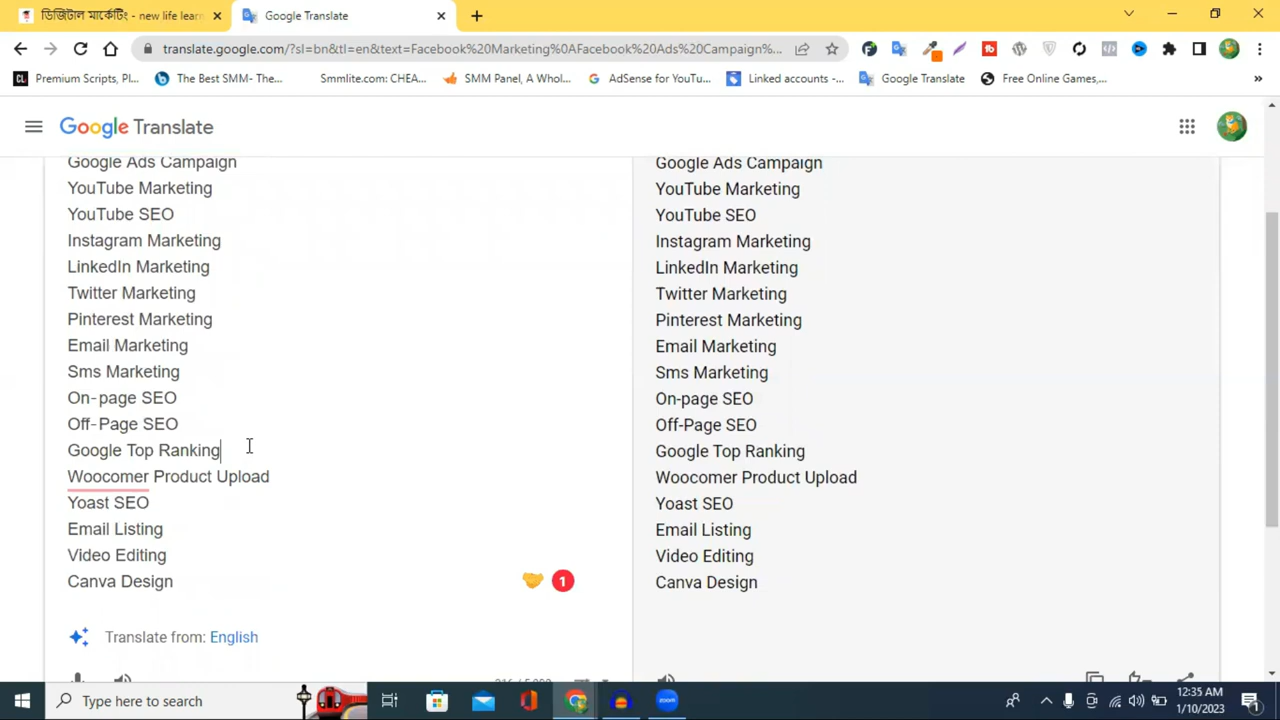 ডিজিটাল মার্কেটিং - new life lear
Google Translate
translate.google.com/?sl=bn&tl=en&text=Facebook%20Marketing%0AFacebook%20Ads%20Campaign%...
Premium Scripts, Pl...
The Best SMM- The...
Smmlite.com: CHEA...
SMM Panel, A Whol...
AdSense for YouTu...
Linked accounts -...
Google Translate
Free Online Games,...
Google Translate
Google Ads Campaign
YouTube Marketing
YouTube SEO
Instagram Marketing
LinkedIn Marketing
Twitter Marketing
Pinterest Marketing
Email Marketing
Sms Marketing
On-page SEO
Off-Page SEO
Google Top Ranking
Woocomer Product Upload
Yoast SEO
Email Listing
Video Editing
Canva Design
1
Translate from: English
Google Ads Campaign
YouTube Marketing
YouTube SEO
Instagram Marketing
LinkedIn Marketing
Twitter Marketing
Pinterest Marketing
Email Marketing
Sms Marketing
On-page SEO
Off-Page SEO
Google Top Ranking
Woocomer Product Upload
Yoast SEO
Email Listing
Video Editing
Canva Design
Type here to search
12:35 AM
1/10/2023
1